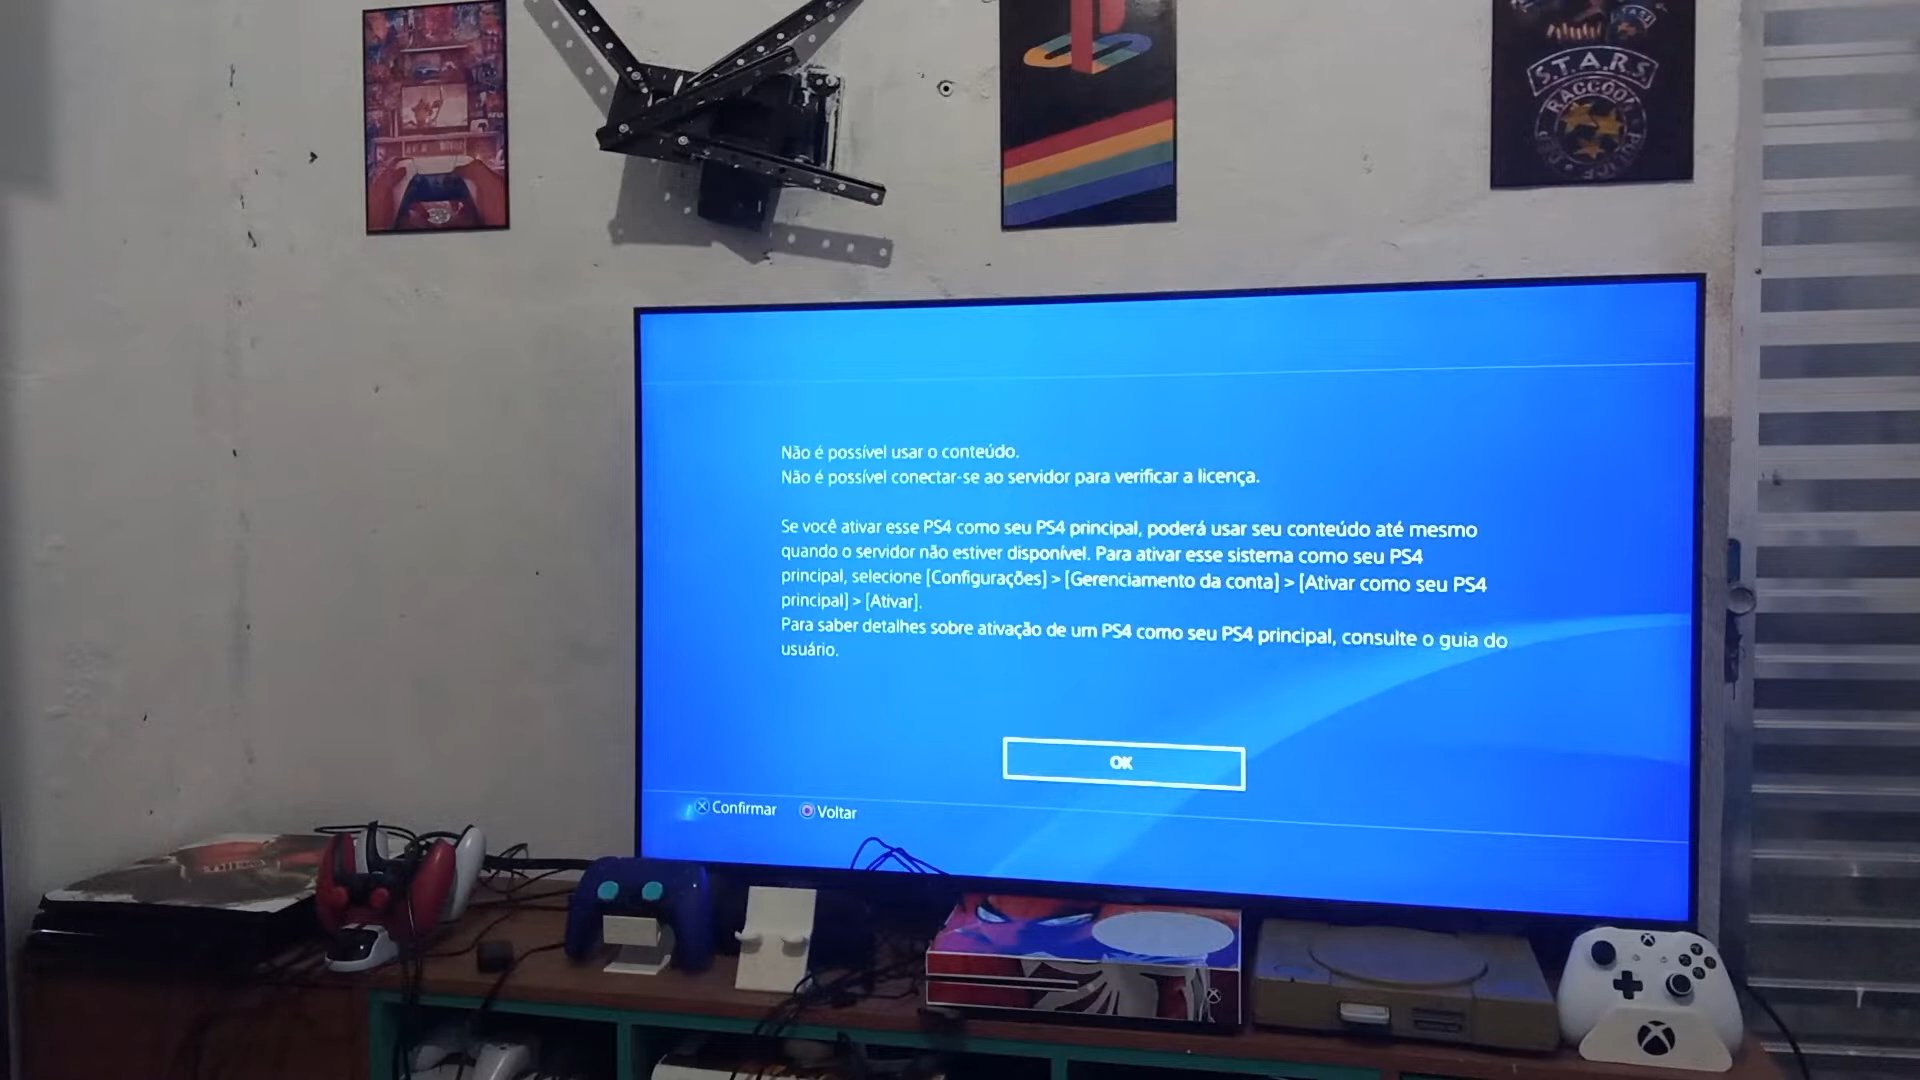 S.T.A.R.S.
RACCOON
Não é possível usar o conteúdo.
Não é possível conectar-se ao servidor para verificar a licença.
Se você ativar esse PS4 como seu PS4 principal, poderá usar seu conteúdo até mesmo
quando o servidor não estiver disponível. Para ativar esse sistema como seu PS4
principal, selecione [Configurações] > [Gerenciamento da conta] > [Ativar como seu PS4
principal] > [Ativar].
Para saber detalhes sobre ativação de um PS4 como seu PS4 principal, consulte o guia do
usuário.
OK
Confirmar
Voltar